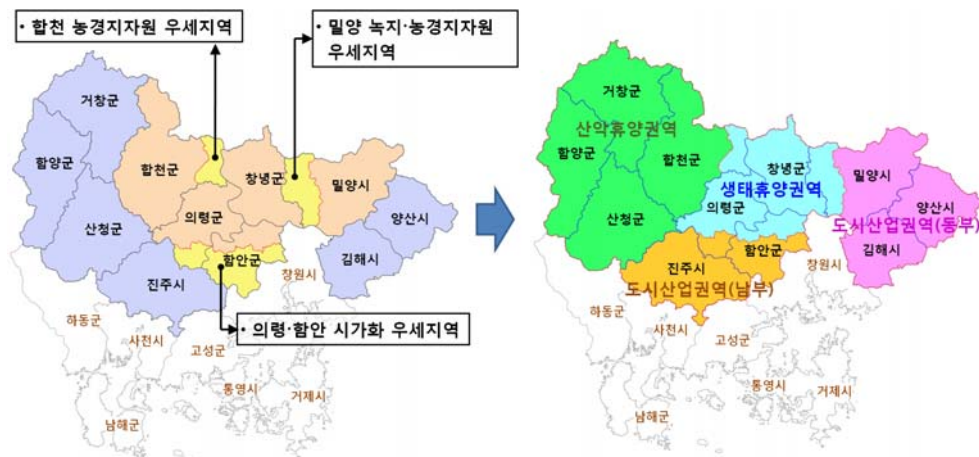 · 합천 농경지자원 우세지역
· 밀양 녹지·농경지자원
우세지역
거창군
함양군
합천군
창녕군
밀양시
의령군
산청군
양산시
함안군
김해시
진주시
창원시
· 의령·함안 시가화 우세지역
하동군
사천시
고성군
통영시
거제시
남해군
거창군
산악휴양권역
함양군
합천군
창녕군
생태휴양권역
밀양시
의령군
산청군
양산시
도시산업권역(동부)
함안군
김해시
진주시
창원시
도시산업권역(남부)
하동군
사천시
고성군
통영시
거제시
남해군